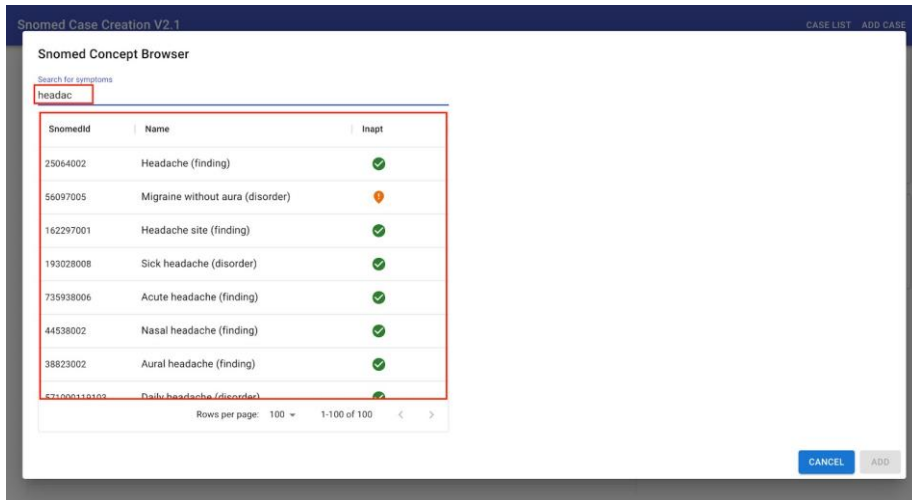 Snomed Case Creation V2.1 CASE LIST ADD CASE
Snomed Concept Browser
Search for symptoms
headac
SnomedId Name Inapt
25064002 Headache (finding)
56097005 Migraine without aura (disorder)
162297001 Headache site (finding)
193028008 Sick headache (disorder)
735938006 Acute headache (finding)
44538002 Nasal headache (finding)
38823002 Aural headache (finding)
571000119103 Daily headache (disorder)
Rows per page: 100 1-100 of 100
CANCEL ADD